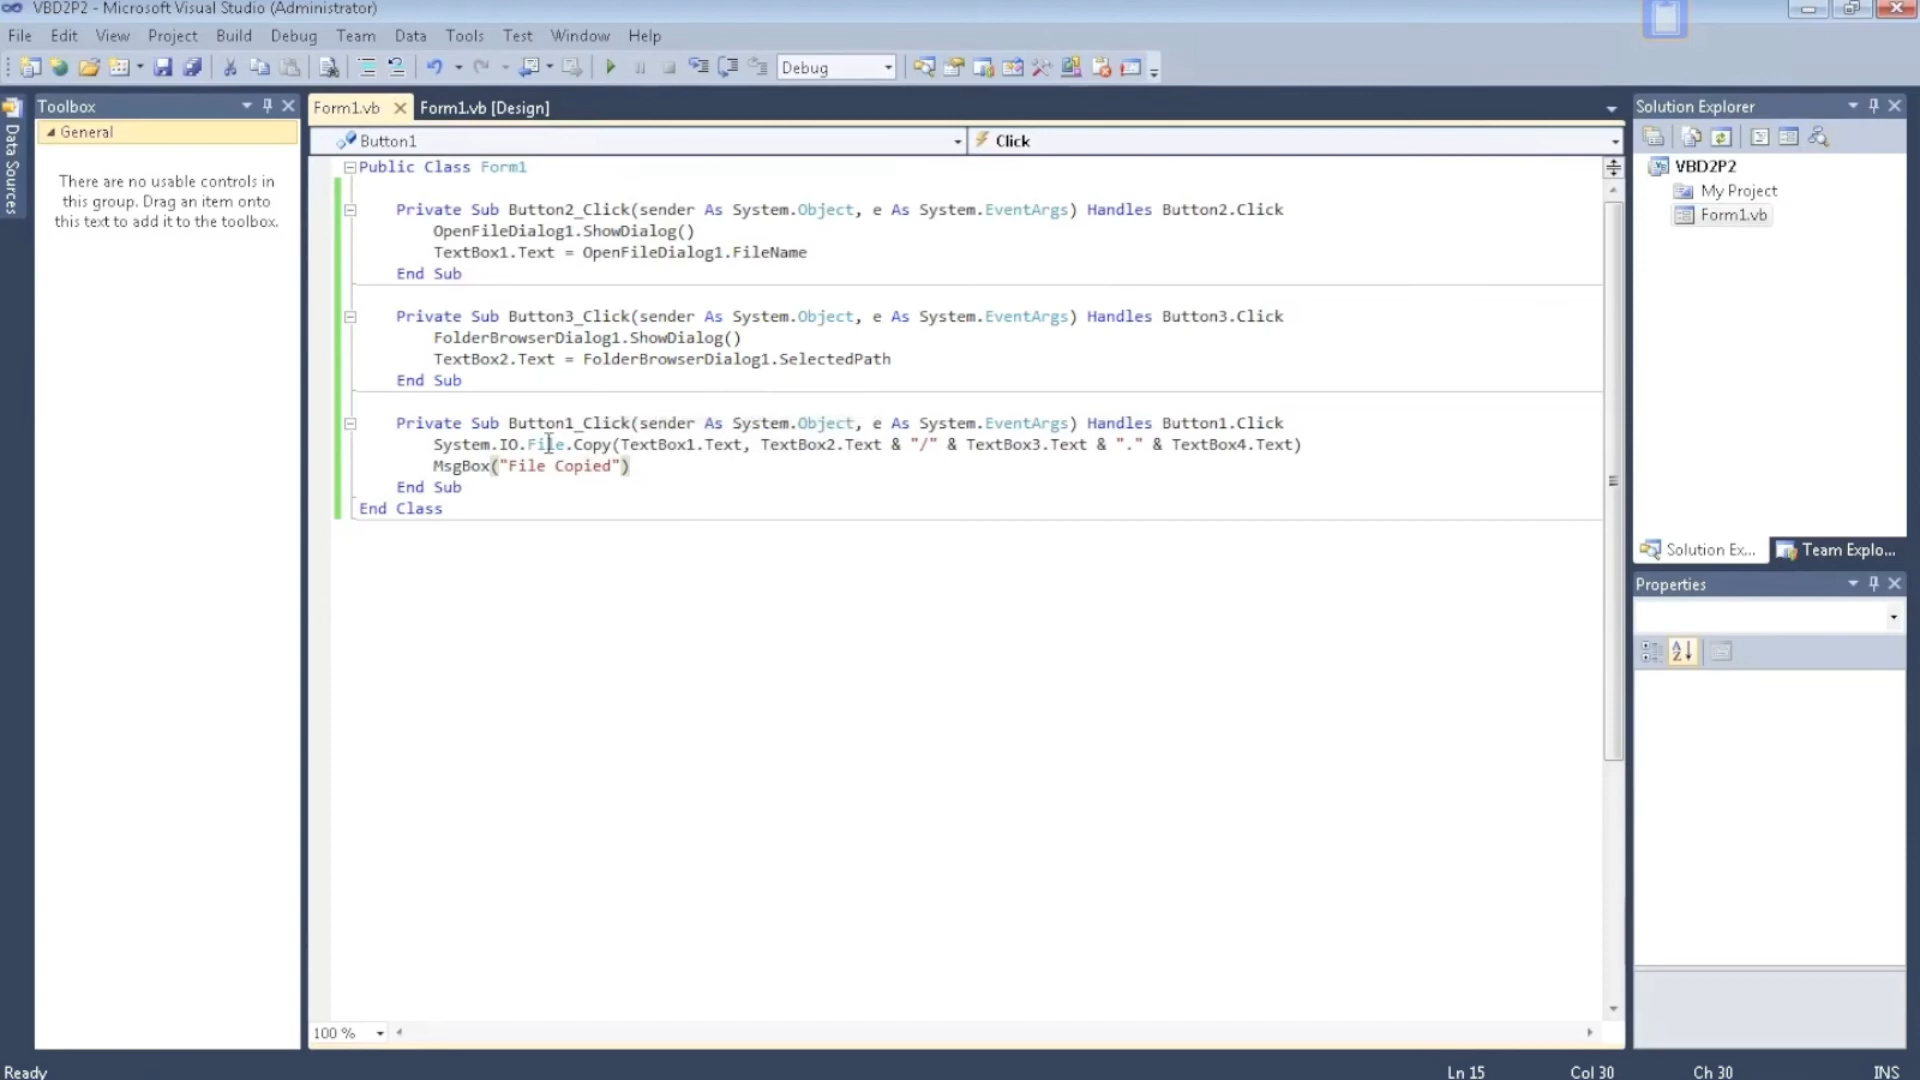 VBD2P2 - Microsoft Visual Studio (Administrator)
File Edit View Project Build Debug Team Data Tools Test Window Help
Debug
Data Sources
Toolbox
General
There are no usable controls in
this group. Drag an item onto
this text to add it to the toolbox.
Form1.vb Form1.vb [Design]
Button1 Click
Public Class Form1
Private Sub Button2_Click(sender As System.Object, e As System.EventArgs) Handles Button2.Click
OpenFileDialog1.ShowDialog()
TextBox1.Text = OpenFileDialog1.FileName
End Sub
Private Sub Button3_Click(sender As System.Object, e As System.EventArgs) Handles Button3.Click
FolderBrowserDialog1.ShowDialog()
TextBox2.Text = FolderBrowserDialog1.SelectedPath
End Sub
Private Sub Button1_Click(sender As System.Object, e As System.EventArgs) Handles Button1.Click
System.IO.File.Copy(TextBox1.Text, TextBox2.Text & "/" & TextBox3.Text & "." & TextBox4.Text)
MsgBox("File Copied")
End Sub
End Class
100 %
Solution Explorer
VBD2P2
My Project
Form1.vb
Solution Ex... Team Explo...
Properties
Ready Ln 15 Col 30 Ch 30 INS